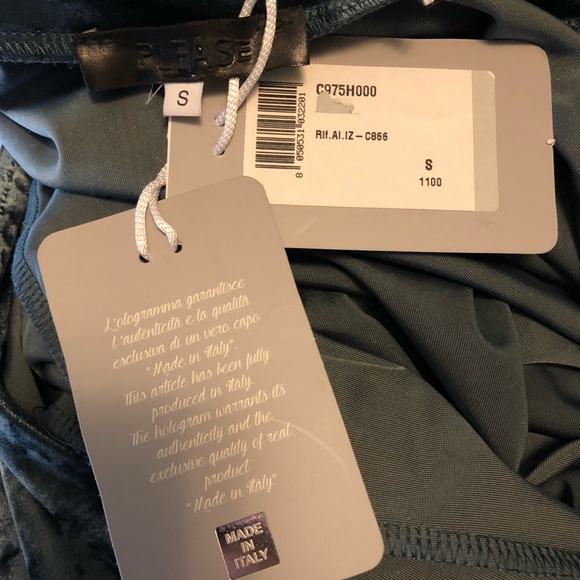 PLEASE
S
C975H000
8 050531 032201
Rif.AI.IZ-C866
S
1100
L'ologramma garantisce
l'autenticità e la qualità
esclusiva di un vero capo
"Made in Italy".
This article has been fully
produced in Italy.
The hologram warrants its
authenticity and the
exclusive quality of real
product
"Made in Italy"
MADE
IN
ITALY